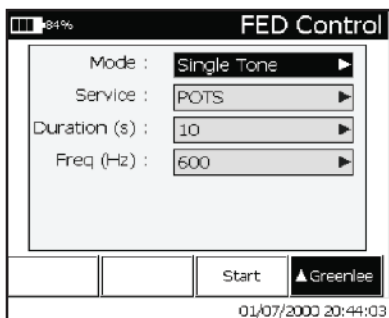 84% FED Control
Mode : Single Tone
Service : POTS
Duration (s) : 10
Freq (Hz) : 600
Start ▲Greenlee
01/07/2000 20:44:03